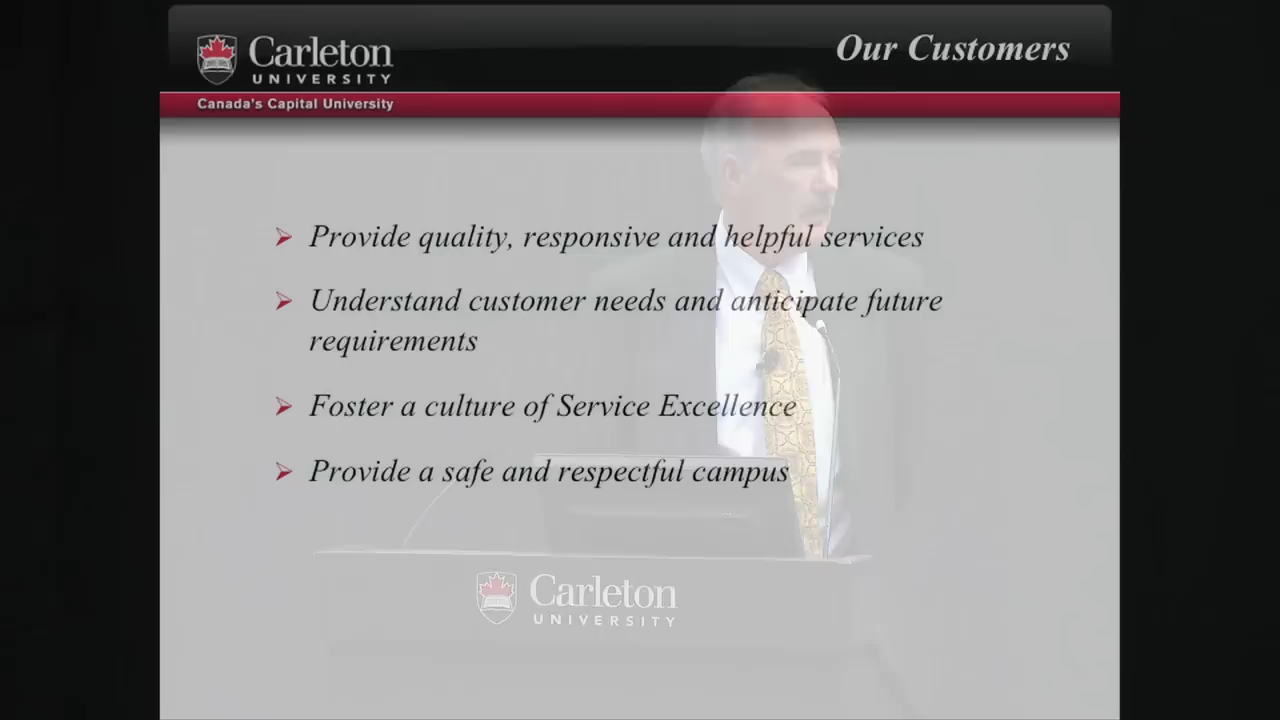 Carleton
UNIVERSITY
Our Customers
Canada's Capital University
Provide quality, responsive and helpful services
Understand customer needs and anticipate future
requirements
Foster a culture of Service Excellence
Provide a safe and respectful campus
Carleton
UNIVERSITY